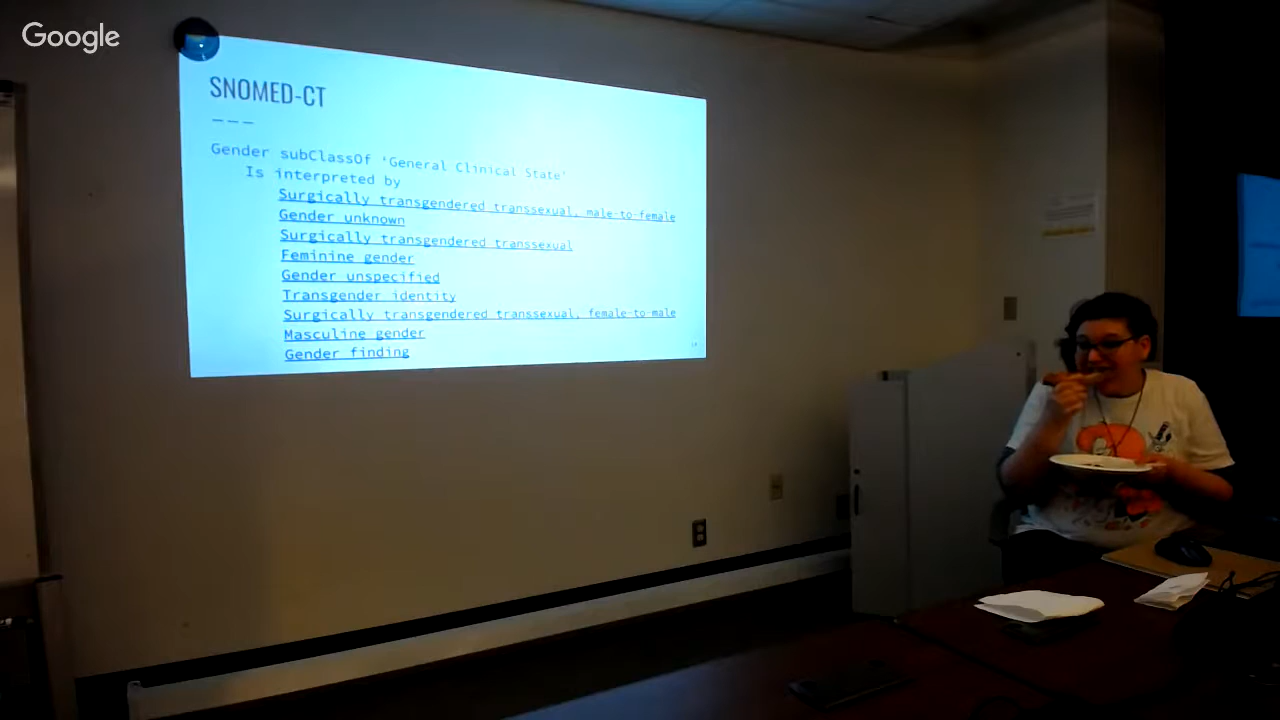 Google
SNOMED-CT
Gender subClassOf ‘General Clinical State’
Is interpreted by
Surgically transgendered transsexual, male-to-female
Gender unknown
Surgically transgendered transsexual
Feminine gender
Gender unspecified
Transgender identity
Surgically transgendered transsexual, female-to-male
Masculine gender
Gender finding